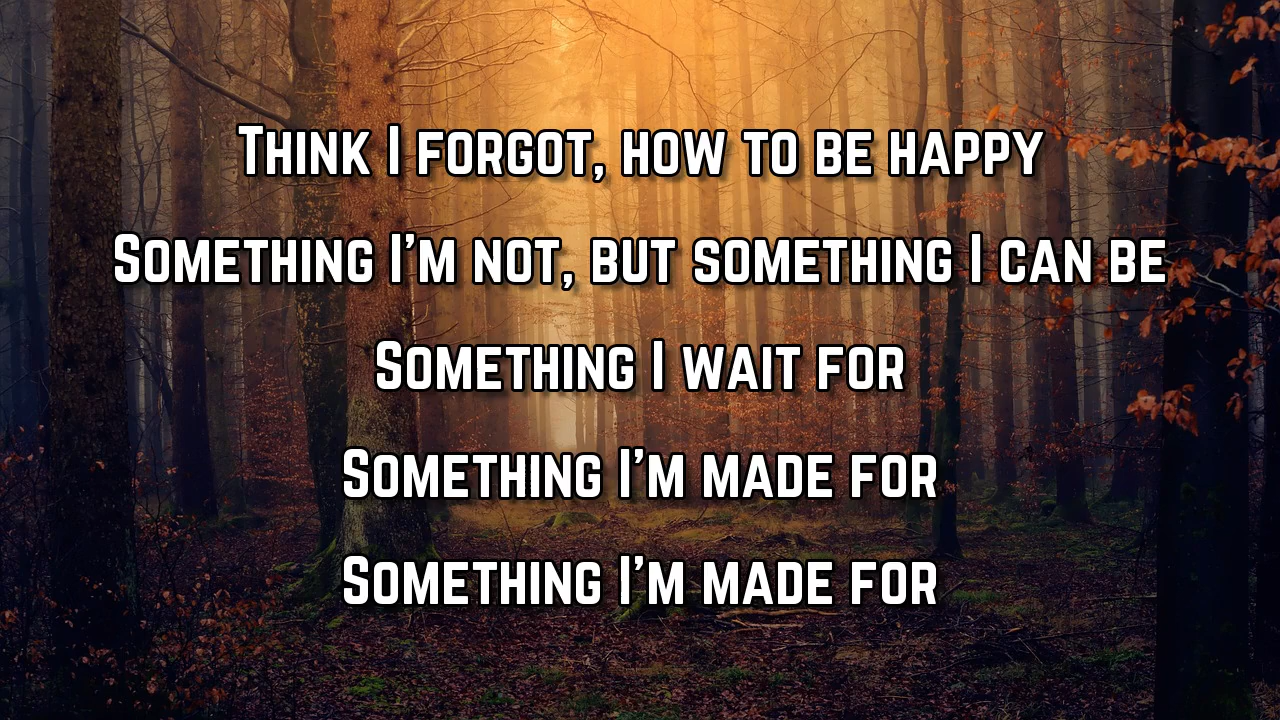 Think I forgot, how to be happy
Something I'm not, but something I can be
Something I wait for
Something I'm made for
Something I'm made for